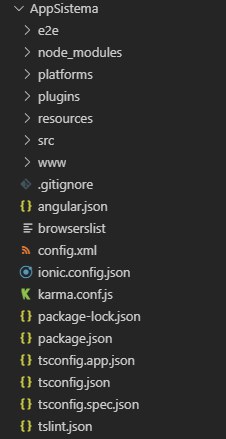 AppSistema
e2e
node_modules
platforms
plugins
resources
src
www
.gitignore
angular.json
browserslist
config.xml
ionic.config.json
karma.conf.js
package-lock.json
package.json
tsconfig.app.json
tsconfig.json
tsconfig.spec.json
tslint.json